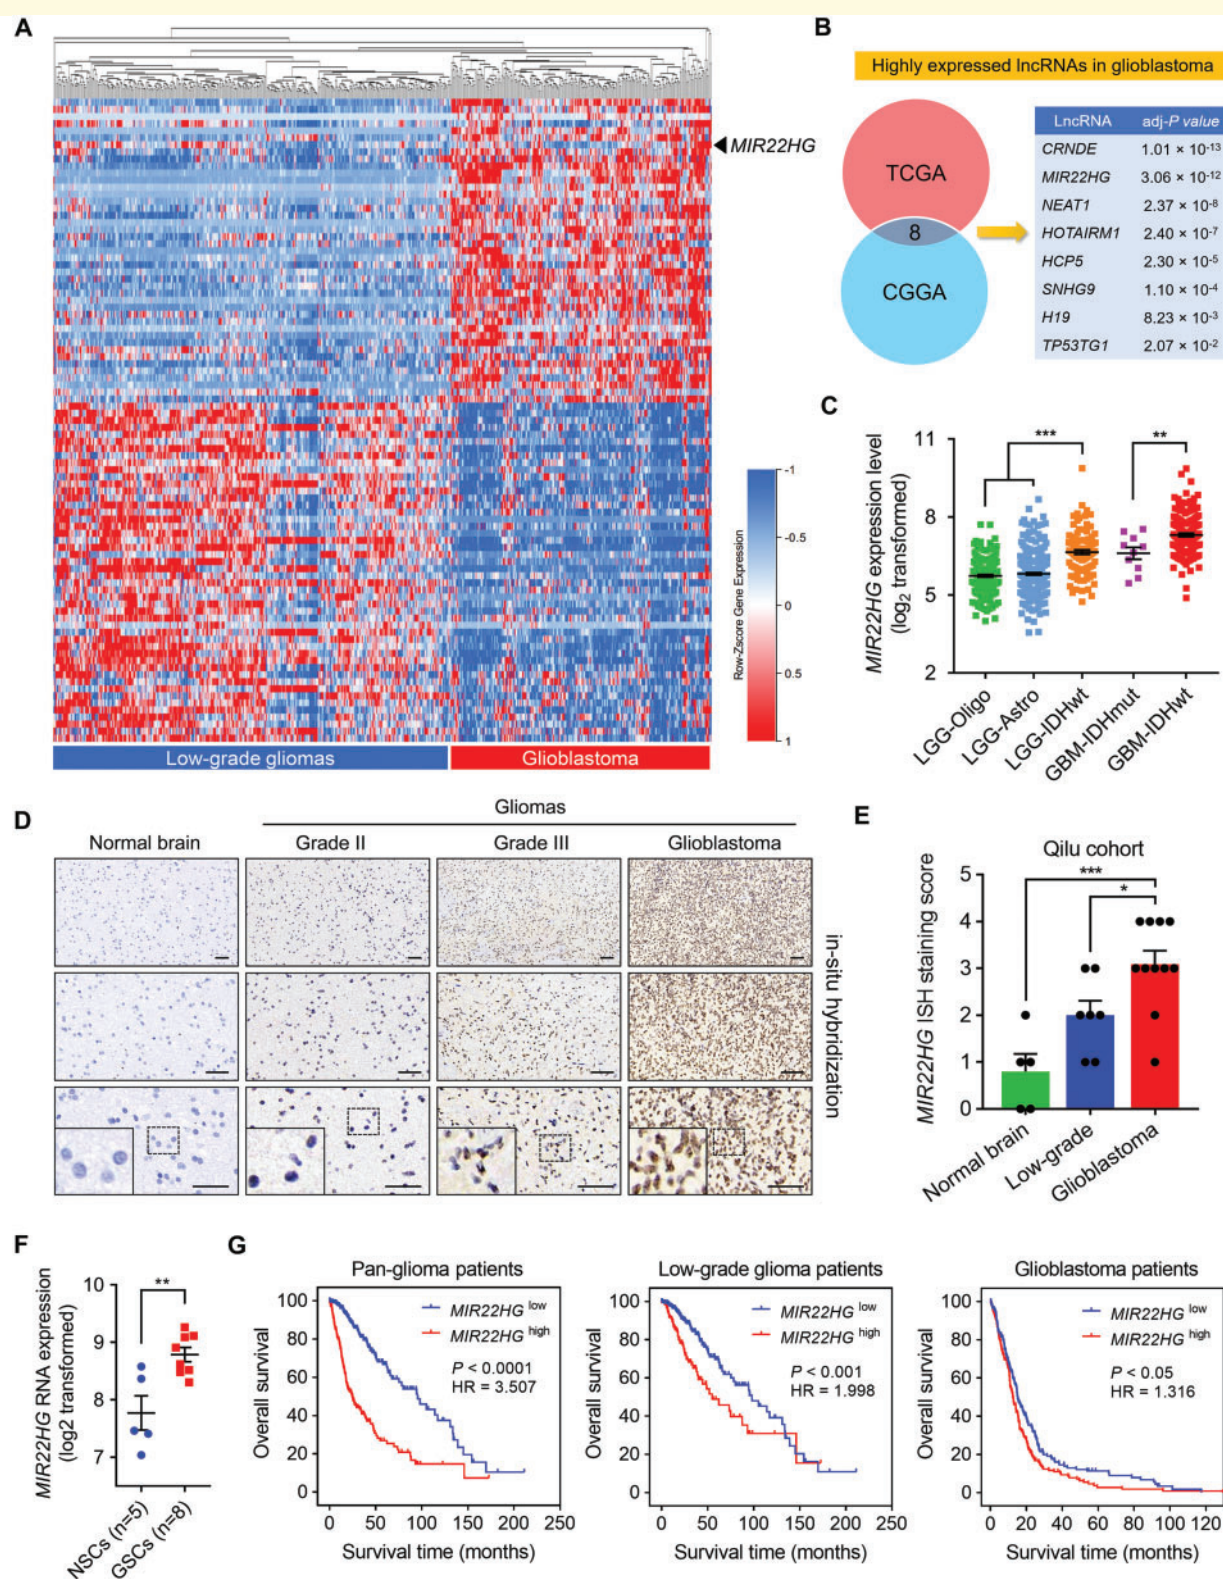 A
MIR22HG
-1
-0.5
0
0.5
1
Row-Zscore Gene Expression
Low-grade gliomas
Glioblastoma
B
Highly expressed lncRNAs in glioblastoma
TCGA
8
CGGA
LncRNA adj-P value
CRNDE 1.01 × 10-13
MIR22HG 3.06 × 10-12
NEAT1 2.37 × 10-8
HOTAIRM1 2.40 × 10-7
HCP5 2.30 × 10-5
SNHG9 1.10 × 10-4
H19 8.23 × 10-3
TP53TG1 2.07 × 10-2
C
MIR22HG expression level
(log2 transformed)
11
8
5
2
***
**
LGG-Oligo
LGG-Astro
LGG-IDHwt
GBM-IDHmut
GBM-IDHwt
D
Gliomas
Normal brain
Grade II
Grade III
Glioblastoma
in-situ hybridization
E
Qilu cohort
MIR22HG ISH staining score
5
4
3
2
1
0
***
*
Normal brain
Low-grade
Glioblastoma
F
MIR22HG RNA expression
(log2 transformed)
10
9
8
7
**
NSCs (n=5)
GSCs (n=8)
G
Pan-glioma patients
Overall survival
100
80
60
40
20
0
MIR22HG low
MIR22HG high
P < 0.0001
HR = 3.507
0 50 100 150 200 250
Survival time (months)
Low-grade glioma patients
Overall survival
100
80
60
40
20
0
MIR22HG low
MIR22HG high
P < 0.001
HR = 1.998
0 50 100 150 200 250
Survival time (months)
Glioblastoma patients
Overall survival
100
80
60
40
20
0
MIR22HG low
MIR22HG high
P < 0.05
HR = 1.316
0 20 40 60 80 100 120
Survival time (months)